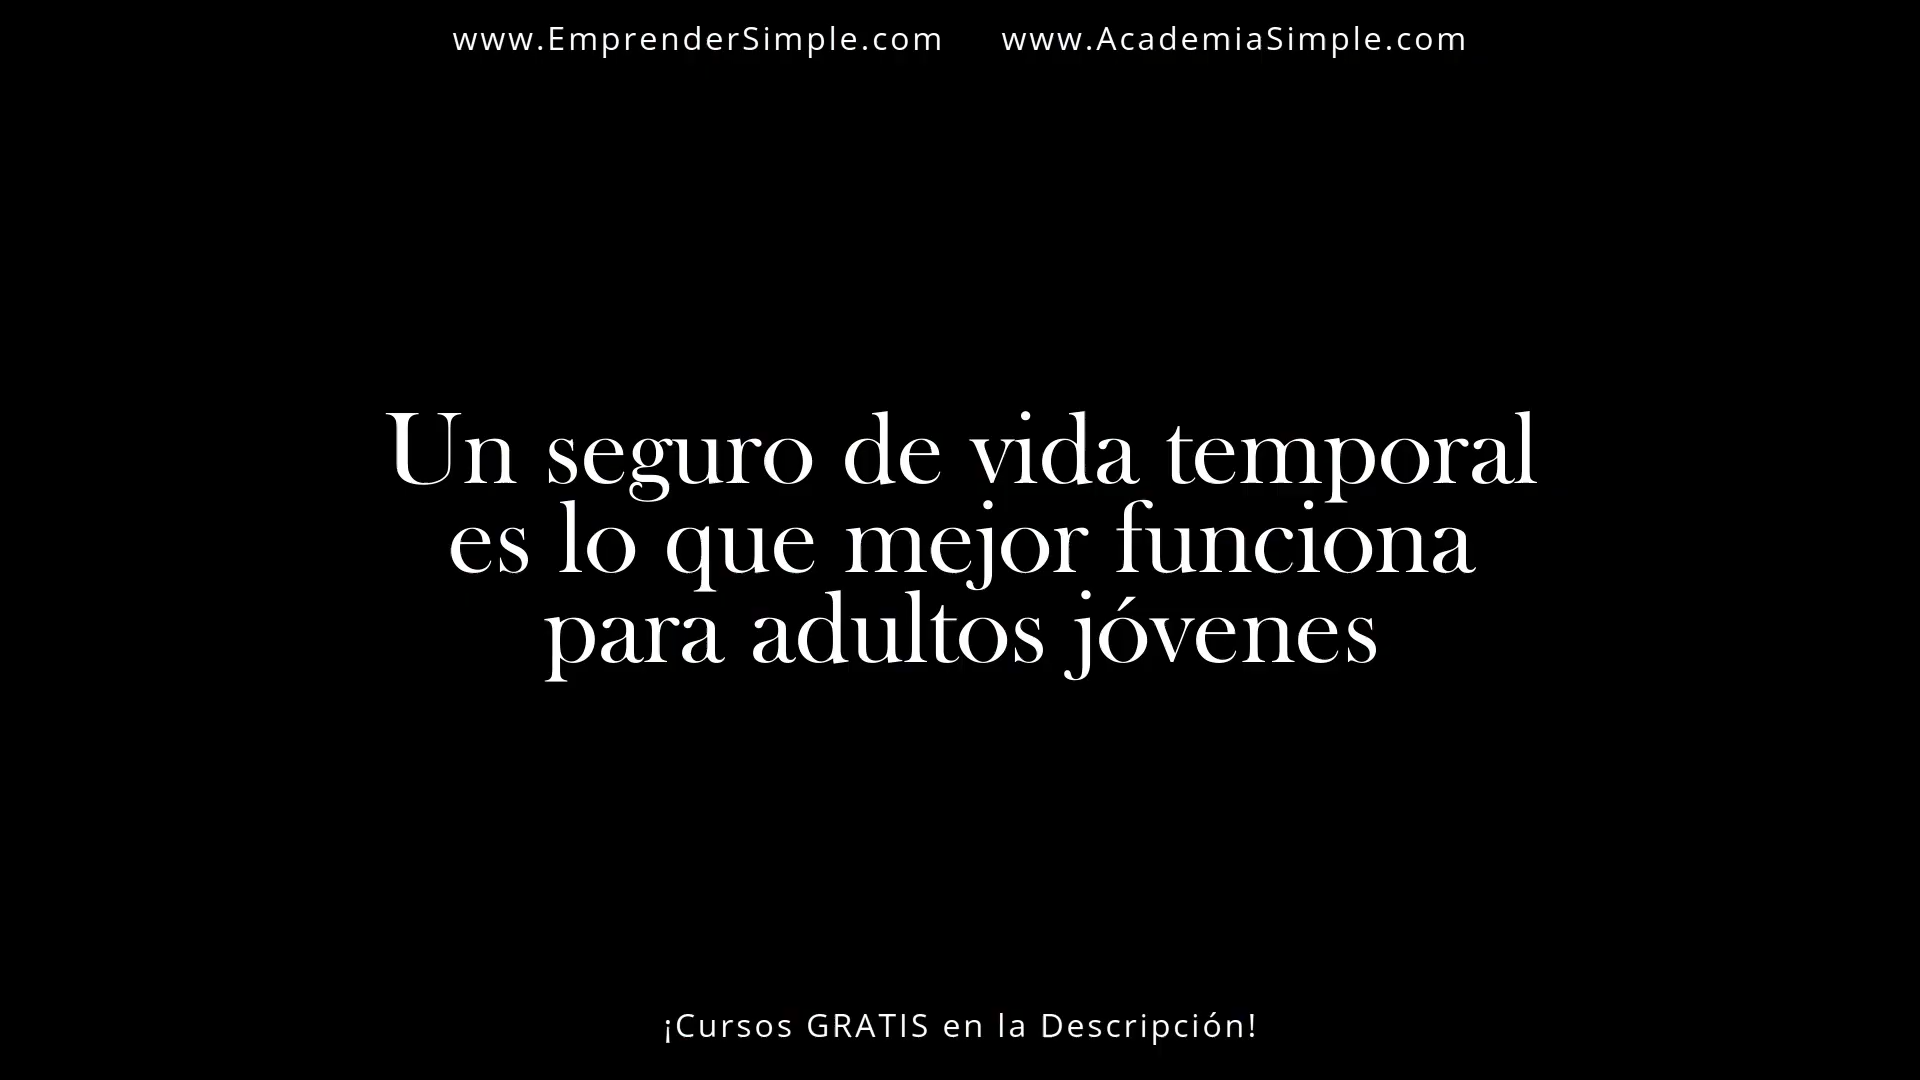 www.EmprenderSimple.com www.AcademiaSimple.com
Un seguro de vida temporal
es lo que mejor funciona
para adultos jóvenes
¡Cursos GRATIS en la Descripción!